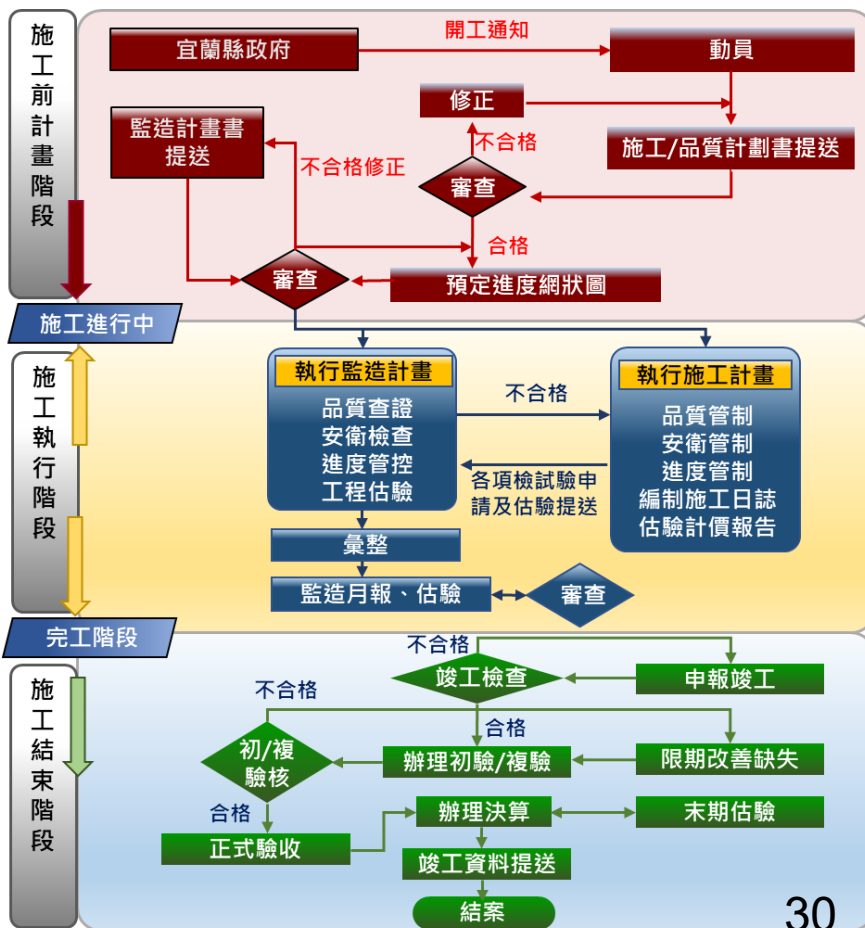 施工前計畫階段
宜蘭縣政府
開工通知
動員
修正
監造計畫書
提送
不合格
施工/品質計劃書提送
不合格修正
審查
合格
審查
預定進度網狀圖
施工進行中
施工執行階段
執行監造計畫
品質查證
安衛檢查
進度管控
工程估驗
不合格
各項檢試驗申
請及估驗提送
執行施工計畫
品質管制
安衛管制
進度管制
編制施工日誌
估驗計價報告
彙整
監造月報、估驗
審查
完工階段
施工結束階段
不合格
竣工檢查
申報竣工
不合格
合格
初/複
驗核
辦理初驗/複驗
限期改善缺失
合格
正式驗收
辦理決算
末期估驗
竣工資料提送
結案
30